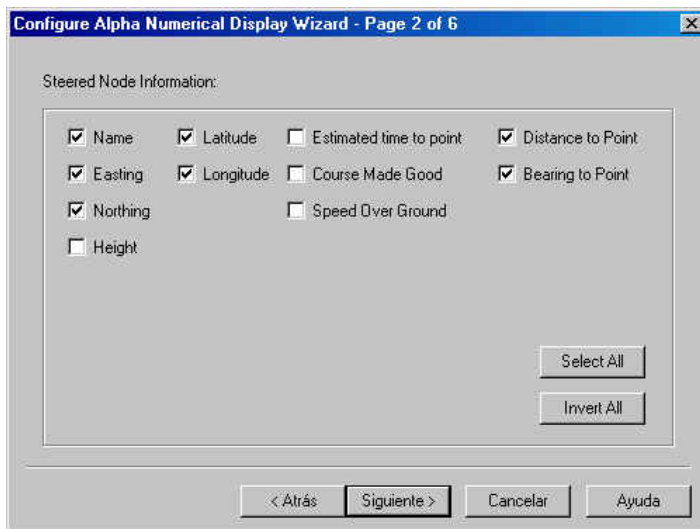 Configure Alpha Numerical Display Wizard - Page 2 of 6
Steered Node Information:
Name Latitude Estimated time to point Distance to Point
Easting Longitude Course Made Good Bearing to Point
Northing Speed Over Ground
Height
Select All
Invert All
< Atrás Siguiente > Cancelar Ayuda